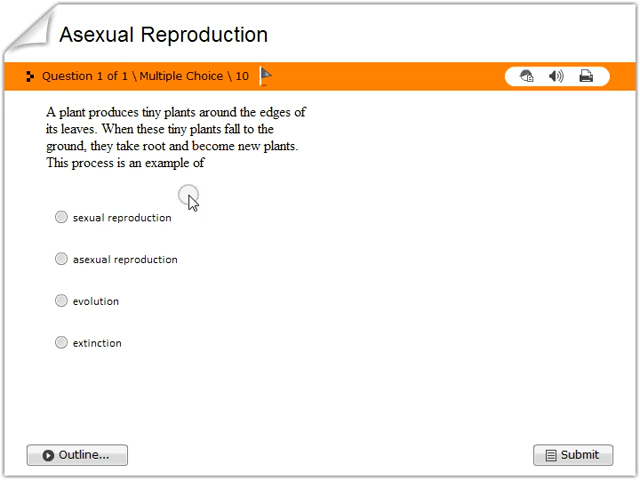 Asexual Reproduction
Question 1 of 1 \ Multiple Choice \ 10
A plant produces tiny plants around the edges of
its leaves. When these tiny plants fall to the
ground, they take root and become new plants.
This process is an example of
sexual reproduction
asexual reproduction
evolution
extinction
Outline...
Submit